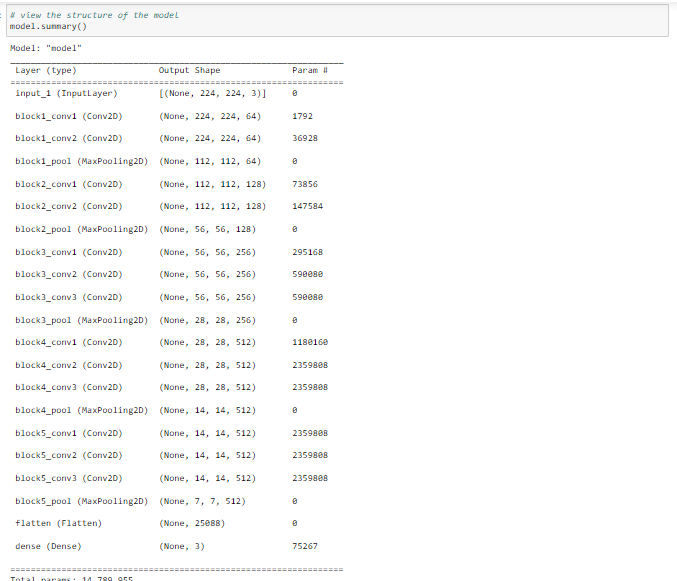 # view the structure of the model
model.summary()
Model: "model"
Layer (type) Output Shape Param #
input_1 (InputLayer) [(None, 224, 224, 3)] 0
block1_conv1 (Conv2D) (None, 224, 224, 64) 1792
block1_conv2 (Conv2D) (None, 224, 224, 64) 36928
block1_pool (MaxPooling2D) (None, 112, 112, 64) 0
block2_conv1 (Conv2D) (None, 112, 112, 128) 73856
block2_conv2 (Conv2D) (None, 112, 112, 128) 147584
block2_pool (MaxPooling2D) (None, 56, 56, 128) 0
block3_conv1 (Conv2D) (None, 56, 56, 256) 295168
block3_conv2 (Conv2D) (None, 56, 56, 256) 590080
block3_conv3 (Conv2D) (None, 56, 56, 256) 590080
block3_pool (MaxPooling2D) (None, 28, 28, 256) 0
block4_conv1 (Conv2D) (None, 28, 28, 512) 1180160
block4_conv2 (Conv2D) (None, 28, 28, 512) 2359808
block4_conv3 (Conv2D) (None, 28, 28, 512) 2359808
block4_pool (MaxPooling2D) (None, 14, 14, 512) 0
block5_conv1 (Conv2D) (None, 14, 14, 512) 2359808
block5_conv2 (Conv2D) (None, 14, 14, 512) 2359808
block5_conv3 (Conv2D) (None, 14, 14, 512) 2359808
block5_pool (MaxPooling2D) (None, 7, 7, 512) 0
flatten (Flatten) (None, 25088) 0
dense (Dense) (None, 3) 75267
Total params: 14,789,955